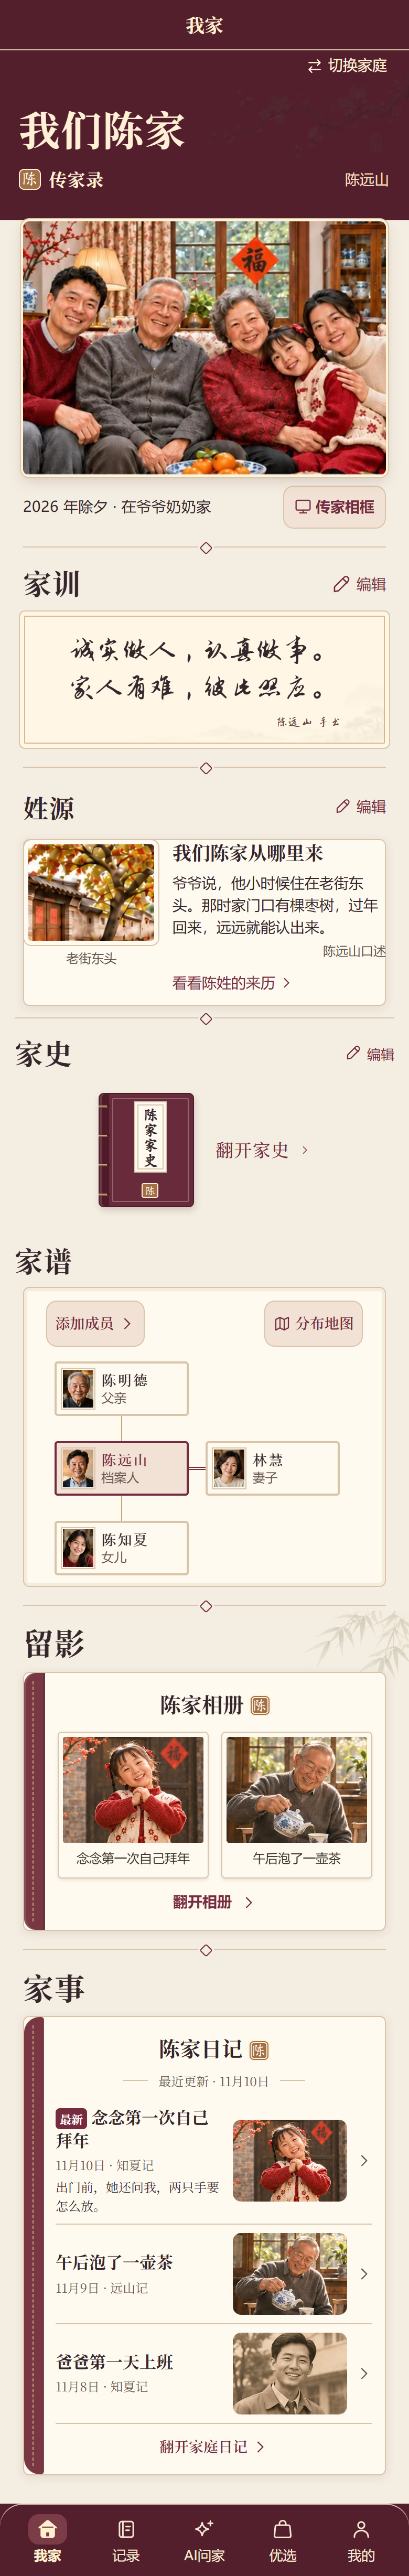 我家
切换家庭
我们陈家
陈 传家录
陈远山
福
2026 年除夕 · 在爷爷奶奶家
传家相框
家训
编辑
诚实做人，认真做事。
家人有难，彼此照应。
陈远山 手书
姓源
编辑
我们陈家从哪里来
爷爷说，他小时候住在老街东
头。那时家门口有棵枣树，过年
回来，远远就能认出来。
老街东头
陈远山口述
看看陈姓的来历
家史
编辑
陈家家史
陈
翻开家史
家谱
添加成员
分布地图
陈明德
父亲
陈远山
档案人
林慧
妻子
陈知夏
女儿
留影
陈家相册 陈
福
念念第一次自己拜年
午后泡了一壶茶
翻开相册
家事
陈家日记 陈
最近更新 · 11月10日
最新 念念第一次自己
拜年
11月10日 · 知夏记
出门前，她还问我，两只手要
怎么放。
福
午后泡了一壶茶
11月9日 · 远山记
爸爸第一天上班
11月8日 · 知夏记
翻开家庭日记
我家
记录
AI问家
优选
我的